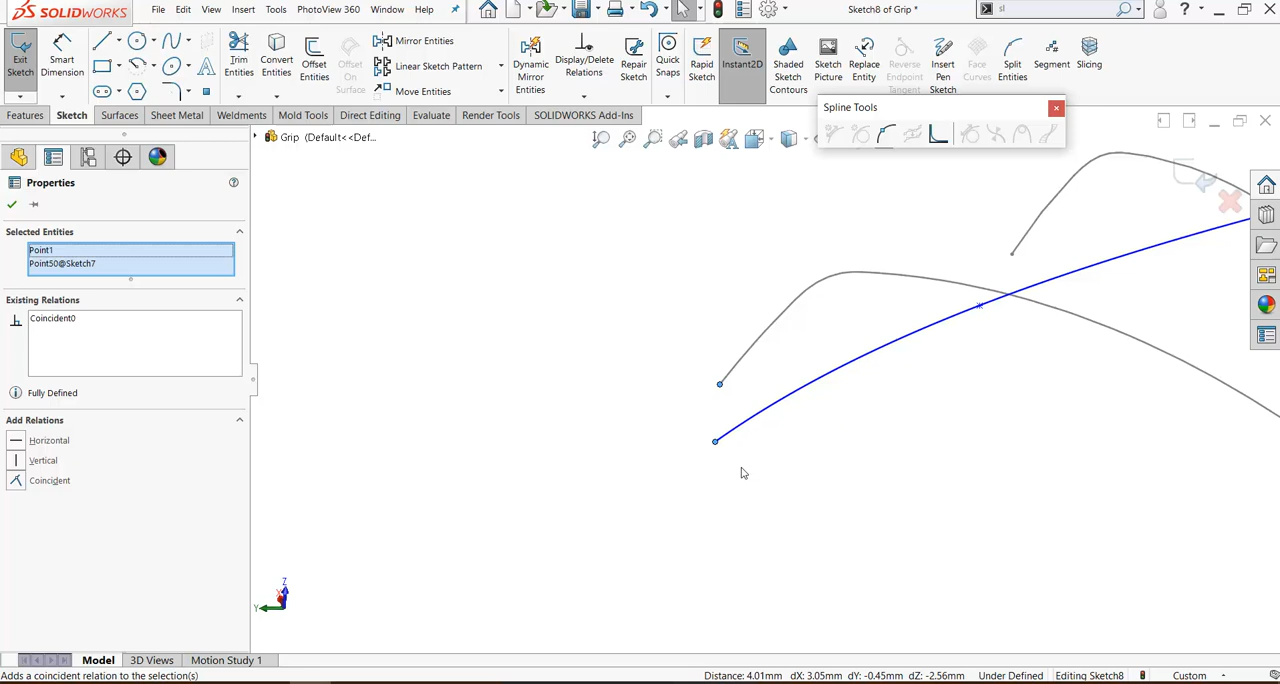 SOLIDWORKS File Edit View Insert Tools PhotoView 360 Window Help Sketch8 of Grip sl
Exit Sketch
Smart Dimension
Trim Entities
Convert Entities
Offset Entities
Offset On Surface
Mirror Entities
Linear Sketch Pattern
Move Entities
Dynamic Mirror Entities
Display/Delete Relations
Repair Sketch
Quick Snaps
Rapid Sketch
Instant2D
Shaded Sketch Contours
Sketch Picture
Replace Entity
Reverse Endpoint Tangent
Insert Pen Sketch
Face Curves
Split Entities
Segment
Slicing
Spline Tools
Features Sketch Surfaces Sheet Metal Weldments Mold Tools Direct Editing Evaluate Render Tools SOLIDWORKS Add-Ins
Grip (Default<<Def...
Properties
Selected Entities
Point1
Point50@Sketch7
Existing Relations
Coincident0
Fully Defined
Add Relations
Horizontal
Vertical
Coincident
Z
Y
X
Model 3D Views Motion Study 1
Adds a coincident relation to the selection(s) Distance: 4.01mm dX: 3.05mm dY: -0.45mm dZ: -2.56mm Under Defined Editing Sketch8 Custom